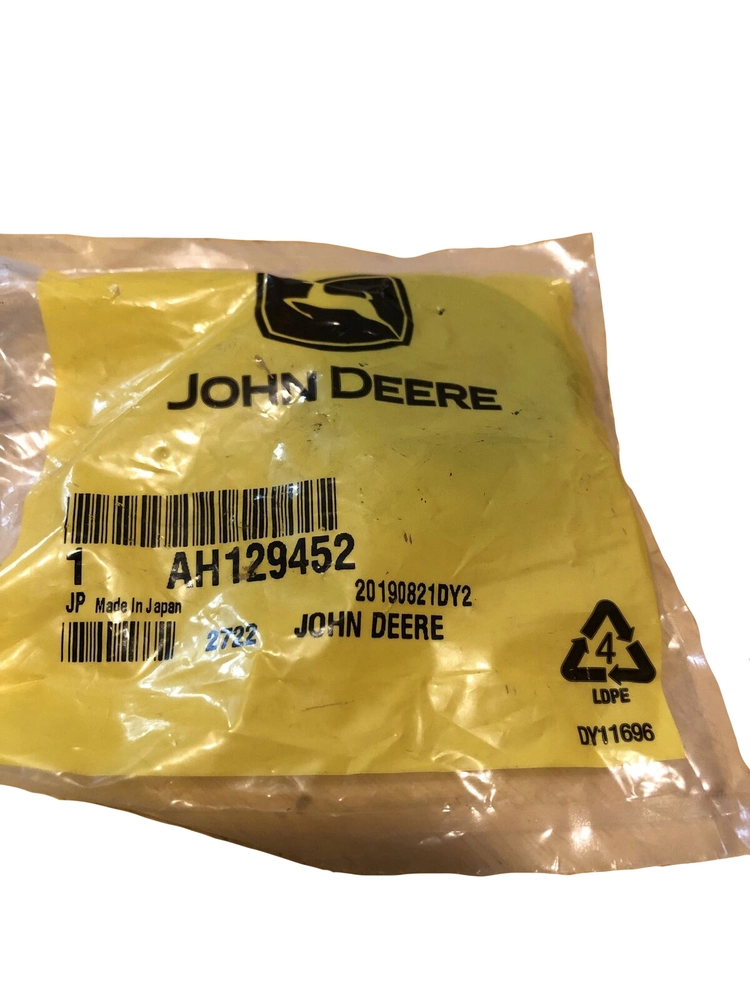 JOHN DEERE
1 AH129452
JP Made In Japan 20190821DY2
2722 JOHN DEERE
4
LDPE
DY11696